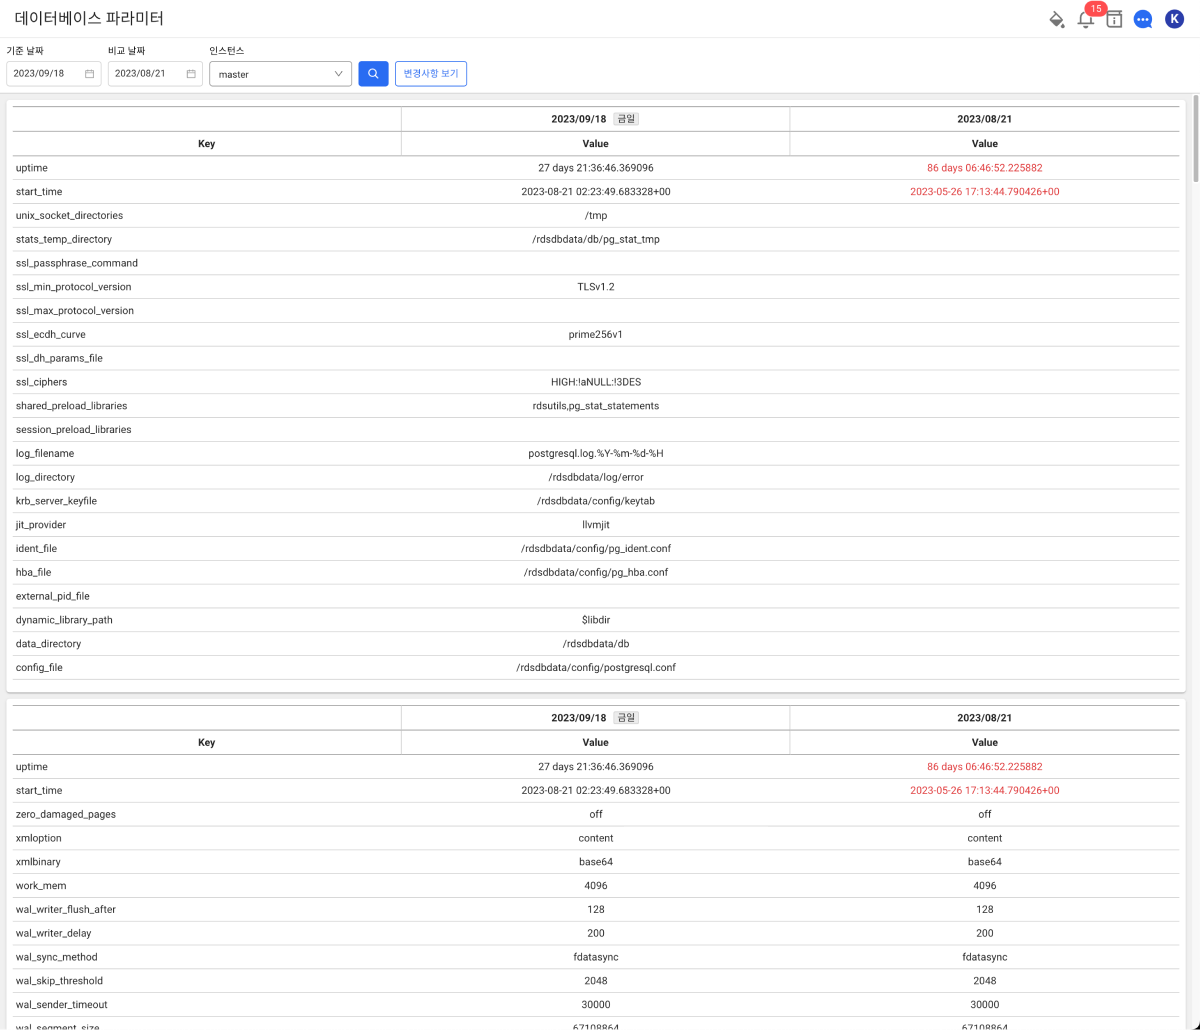 데이터베이스 파라미터
15
K
기준 날짜 비교 날짜 인스턴스
2023/09/18 2023/08/21 master 변경사항 보기
2023/09/18 금일 2023/08/21
Key Value Value
uptime 27 days 21:36:46.369096 86 days 06:46:52.225882
start_time 2023-08-21 02:23:49.683328+00 2023-05-26 17:13:44.790426+00
unix_socket_directories /tmp
stats_temp_directory /rdsdbdata/db/pg_stat_tmp
ssl_passphrase_command
ssl_min_protocol_version TLSv1.2
ssl_max_protocol_version
ssl_ecdh_curve prime256v1
ssl_dh_params_file
ssl_ciphers HIGH:!aNULL:!3DES
shared_preload_libraries rdsutils,pg_stat_statements
session_preload_libraries
log_filename postgresql.log.%Y-%m-%d-%H
log_directory /rdsdbdata/log/error
krb_server_keyfile /rdsdbdata/config/keytab
jit_provider llvmjit
ident_file /rdsdbdata/config/pg_ident.conf
hba_file /rdsdbdata/config/pg_hba.conf
external_pid_file
dynamic_library_path $libdir
data_directory /rdsdbdata/db
config_file /rdsdbdata/config/postgresql.conf
2023/09/18 금일 2023/08/21
Key Value Value
uptime 27 days 21:36:46.369096 86 days 06:46:52.225882
start_time 2023-08-21 02:23:49.683328+00 2023-05-26 17:13:44.790426+00
zero_damaged_pages off off
xmloption content content
xmlbinary base64 base64
work_mem 4096 4096
wal_writer_flush_after 128 128
wal_writer_delay 200 200
wal_sync_method fdatasync fdatasync
wal_skip_threshold 2048 2048
wal_sender_timeout 30000 30000
wal_segment_size 67108864 67108864